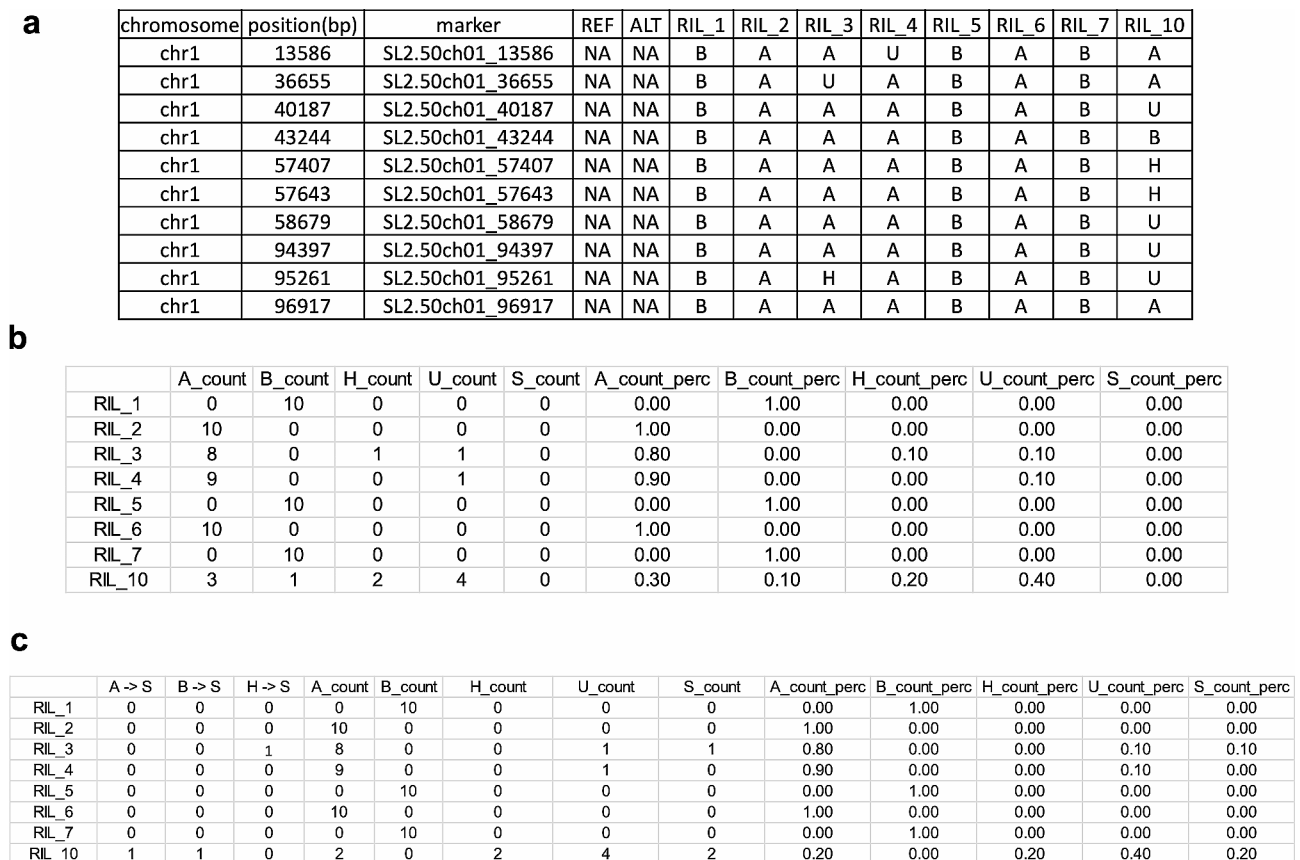 a
chromosome position(bp) marker REF ALT RIL_1 RIL_2 RIL_3 RIL_4 RIL_5 RIL_6 RIL_7 RIL_10
chr1 13586 SL2.50ch01_13586 NA NA B A A U B A B A
chr1 36655 SL2.50ch01_36655 NA NA B A U A B A B A
chr1 40187 SL2.50ch01_40187 NA NA B A A A B A B U
chr1 43244 SL2.50ch01_43244 NA NA B A A A B A B B
chr1 57407 SL2.50ch01_57407 NA NA B A A A B A B H
chr1 57643 SL2.50ch01_57643 NA NA B A A A B A B H
chr1 58679 SL2.50ch01_58679 NA NA B A A A B A B U
chr1 94397 SL2.50ch01_94397 NA NA B A A A B A B U
chr1 95261 SL2.50ch01_95261 NA NA B A H A B A B U
chr1 96917 SL2.50ch01_96917 NA NA B A A A B A B A
b
A_count B_count H_count U_count S_count A_count_perc B_count_perc H_count_perc U_count_perc S_count_perc
RIL_1 0 10 0 0 0 0.00 1.00 0.00 0.00 0.00
RIL_2 10 0 0 0 0 1.00 0.00 0.00 0.00 0.00
RIL_3 8 0 1 1 0 0.80 0.00 0.10 0.10 0.00
RIL_4 9 0 0 1 0 0.90 0.00 0.00 0.10 0.00
RIL_5 0 10 0 0 0 0.00 1.00 0.00 0.00 0.00
RIL_6 10 0 0 0 0 1.00 0.00 0.00 0.00 0.00
RIL_7 0 10 0 0 0 0.00 1.00 0.00 0.00 0.00
RIL_10 3 1 2 4 0 0.30 0.10 0.20 0.40 0.00
c
A -> S B -> S H -> S A_count B_count H_count U_count S_count A_count_perc B_count_perc H_count_perc U_count_perc S_count_perc
RIL_1 0 0 0 0 10 0 0 0 0.00 1.00 0.00 0.00 0.00
RIL_2 0 0 0 10 0 0 0 0 1.00 0.00 0.00 0.00 0.00
RIL_3 0 0 1 8 0 0 1 1 0.80 0.00 0.00 0.10 0.10
RIL_4 0 0 0 9 0 0 1 0 0.90 0.00 0.00 0.10 0.00
RIL_5 0 0 0 0 10 0 0 0 0.00 1.00 0.00 0.00 0.00
RIL_6 0 0 0 10 0 0 0 0 1.00 0.00 0.00 0.00 0.00
RIL_7 0 0 0 0 10 0 0 0 0.00 1.00 0.00 0.00 0.00
RIL_10 1 1 0 2 0 2 4 2 0.20 0.00 0.20 0.40 0.20